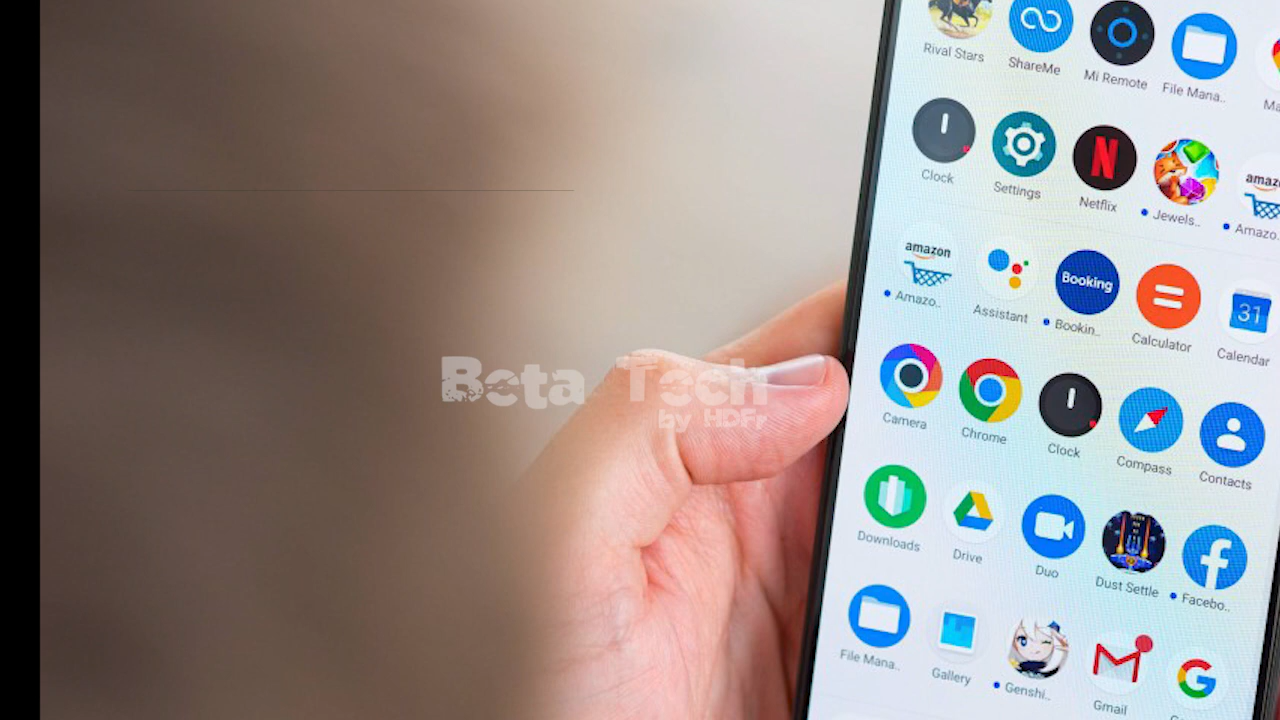 Rival Stars
ShareMe
Mi Remote
File Mana..
Ma
Clock
Settings
Netflix
Jewels..
amaz
Amazo.
amazon
Amazo..
Assistant
Booking
Bookin..
Calculator
31
Calendar
Beta Tech
by HDFr
Camera
Chrome
Clock
Compass
Contacts
Downloads
Drive
Duo
Dust Settle
Facebo..
File Mana..
Gallery
Genshi..
Gmail